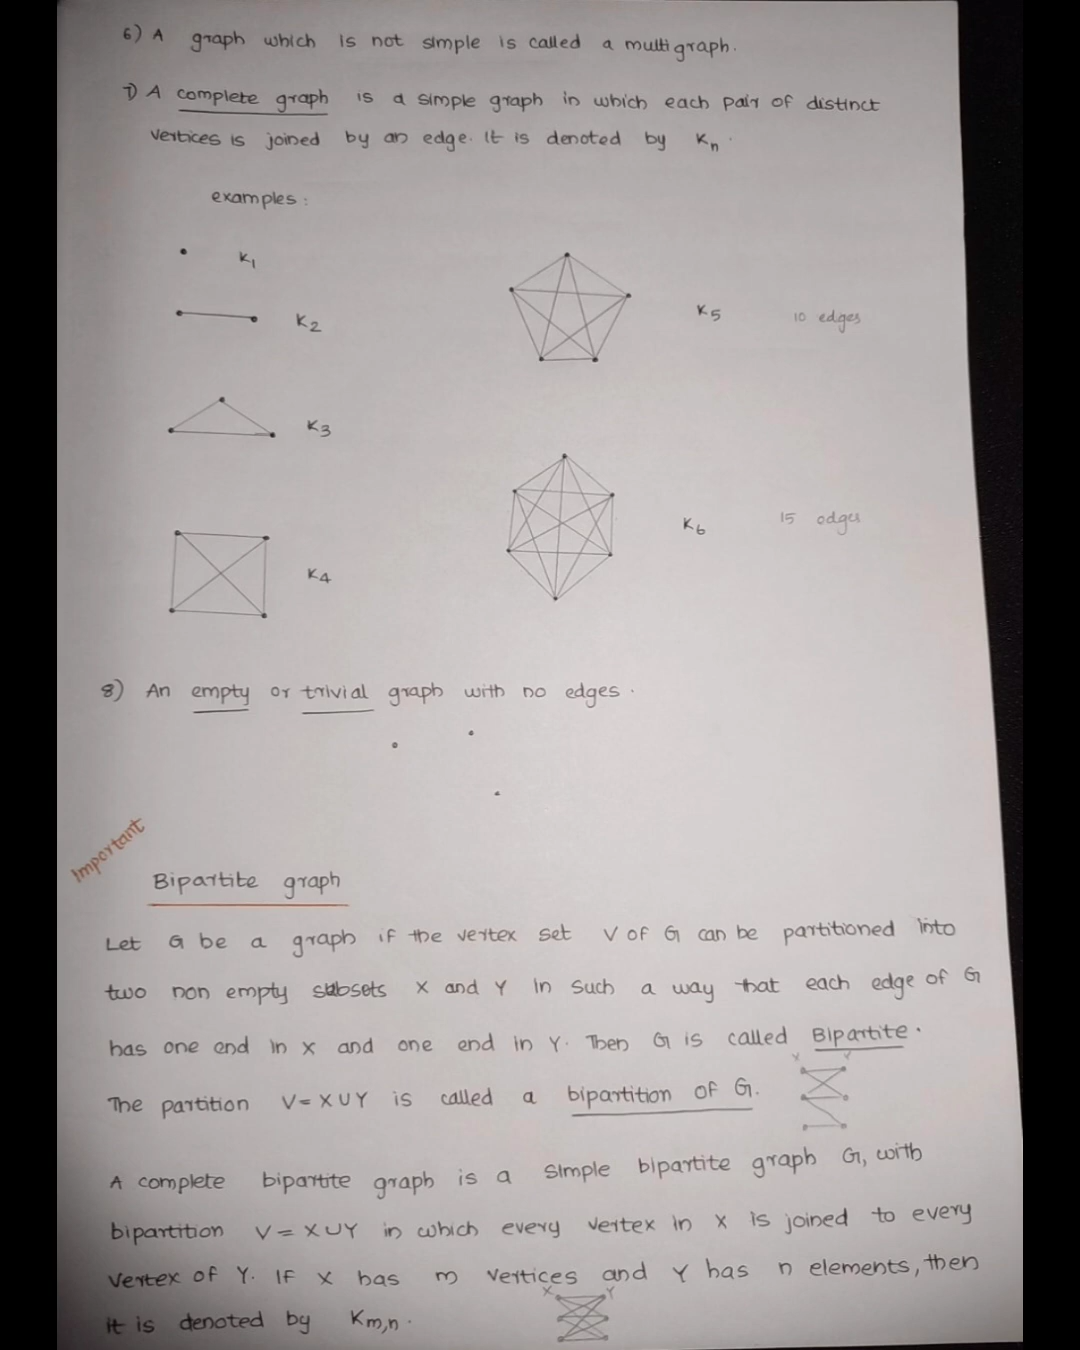 6) A graph which is not simple is called a multigraph.
7) A complete graph is a simple graph in which each pair of distinct
vertices is joined by an edge. It is denoted by Kn.
examples:
K1
K2
K5 10 edges
K3
K6 15 edges
K4
8) An empty or trivial graph with no edges.
Important
Bipartite graph
Let G be a graph if the vertex set V of G can be partitioned into
two non empty subsets X and Y in such a way that each edge of G
has one end in X and one end in Y. Then G is called Bipartite.
X Y
The partition V = X ∪ Y is called a bipartition of G.
A complete bipartite graph is a simple bipartite graph G, with
bipartition V = X ∪ Y in which every vertex in X is joined to every
vertex of Y. If X has m vertices and Y has n elements, then
X Y
it is denoted by Km,n.